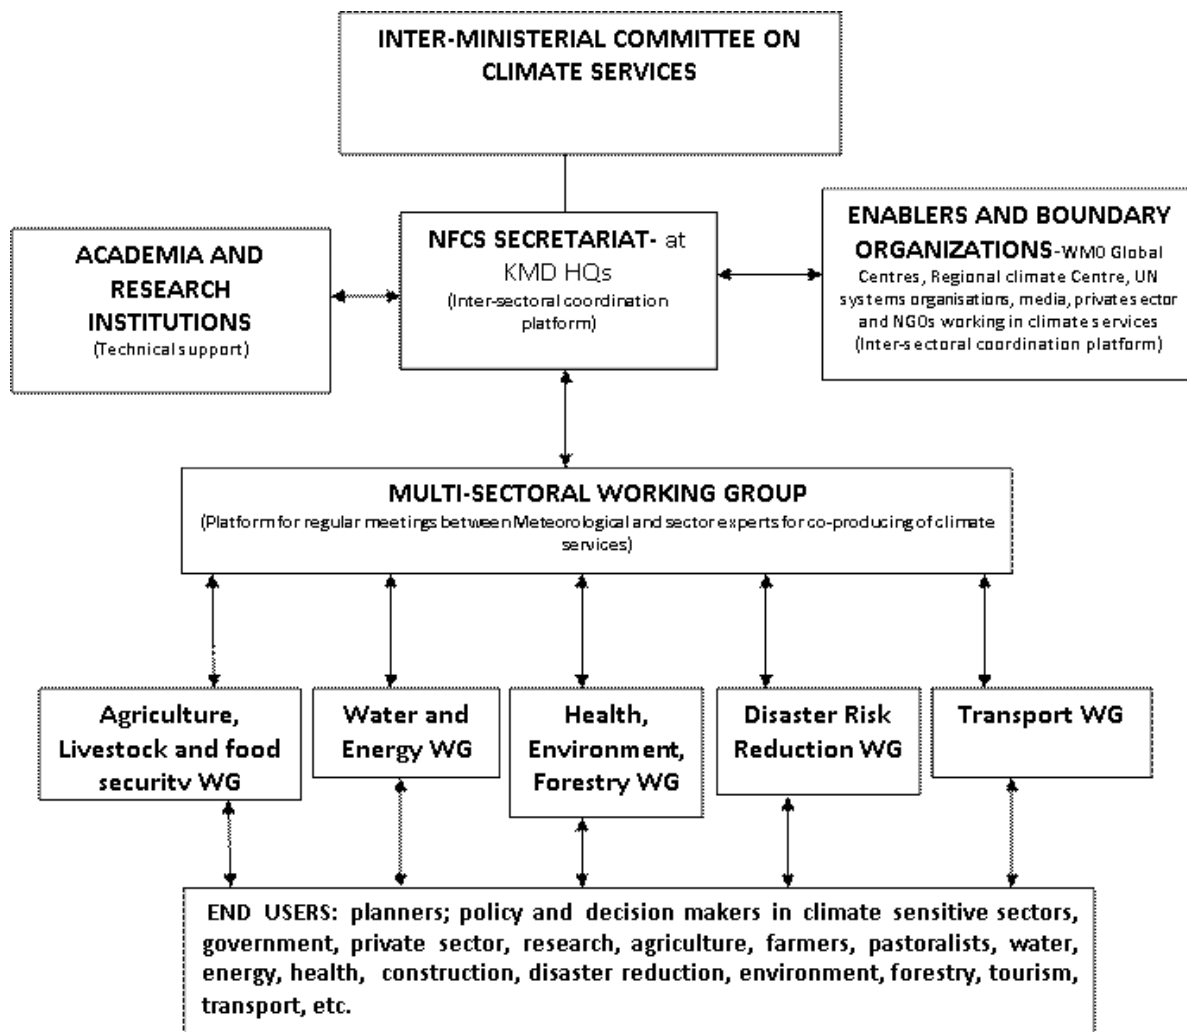 INTER-MINISTERIAL COMMITTEE ON
CLIMATE SERVICES
ACADEMIA AND
RESEARCH
INSTITUTIONS
(Technical support)
NFCS SECRETARIAT- at
KMD HQs
(Inter-sectoral coordination
platform)
ENABLERS AND BOUNDARY
ORGANIZATIONS-WMO Global
Centres, Regional climate Centre, UN
systems organisations, media, private sector
and NGOs working in climate services
(Inter-sectoral coordination platform)
MULTI-SECTORAL WORKING GROUP
(Platform for regular meetings between Meteorological and sector experts for co-producing of climate
services)
Agriculture,
Livestock and food
security WG
Water and
Energy WG
Health,
Environment,
Forestry WG
Disaster Risk
Reduction WG
Transport WG
END USERS: planners; policy and decision makers in climate sensitive sectors,
government, private sector, research, agriculture, farmers, pastoralists, water,
energy, health, construction, disaster reduction, environment, forestry, tourism,
transport, etc.